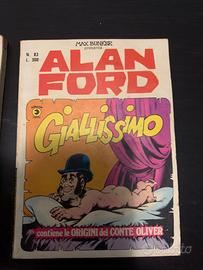 MAX BUNKER
presenta
N. 83
L. 300
ALAN
FORD
GIALLISSIMO
contiene le ORIGINI del CONTE OLIVER